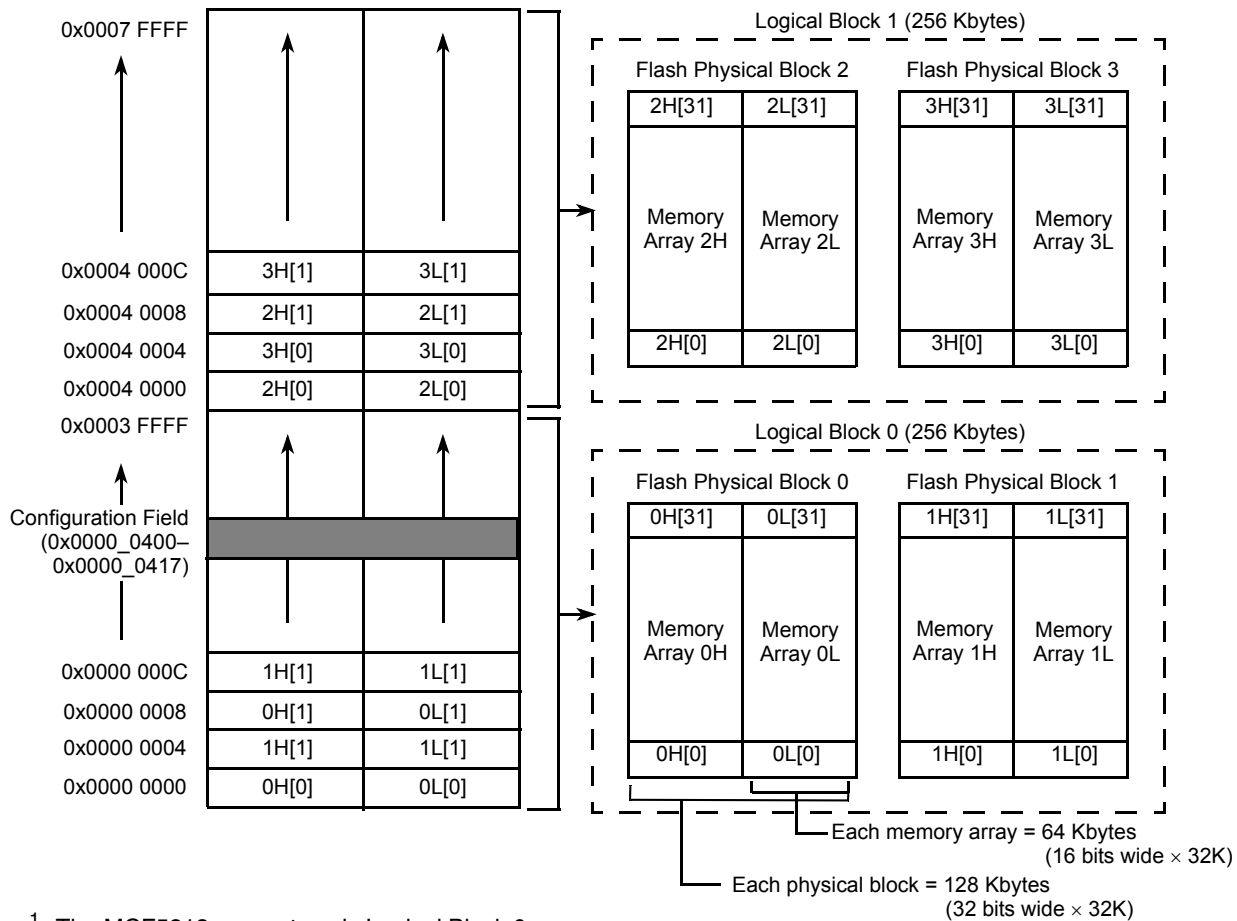 0x0007 FFFF
0x0004 000C
3H[1] 3L[1]
0x0004 0008
2H[1] 2L[1]
0x0004 0004
3H[0] 3L[0]
0x0004 0000
2H[0] 2L[0]
0x0003 FFFF
Configuration Field
(0x0000_0400–
0x0000_0417)
0x0000 000C
1H[1] 1L[1]
0x0000 0008
0H[1] 0L[1]
0x0000 0004
1H[1] 1L[1]
0x0000 0000
0H[0] 0L[0]
Logical Block 1 (256 Kbytes)
Flash Physical Block 2
2H[31] 2L[31]
Memory
Array 2H
Memory
Array 2L
2H[0] 2L[0]
Flash Physical Block 3
3H[31] 3L[31]
Memory
Array 3H
Memory
Array 3L
3H[0] 3L[0]
Logical Block 0 (256 Kbytes)
Flash Physical Block 0
0H[31] 0L[31]
Memory
Array 0H
Memory
Array 0L
0H[0] 0L[0]
Flash Physical Block 1
1H[31] 1L[31]
Memory
Array 1H
Memory
Array 1L
1H[0] 1L[0]
Each memory array = 64 Kbytes
(16 bits wide × 32K)
Each physical block = 128 Kbytes
(32 bits wide × 32K)
1 The Logical Block 0